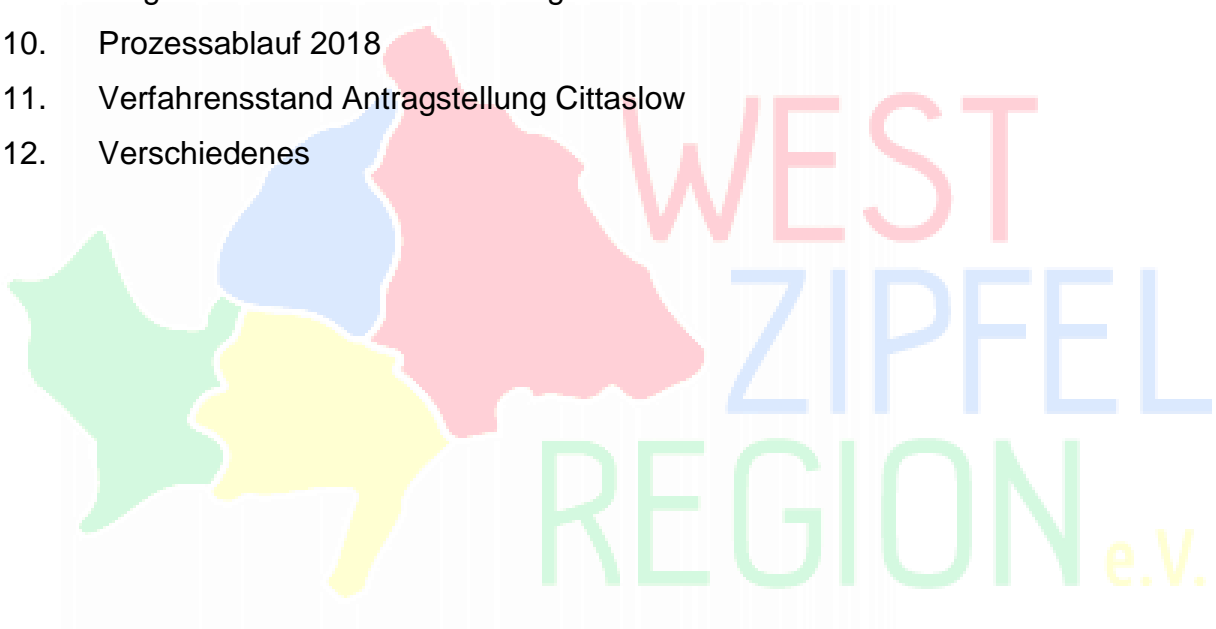 10. Prozessablauf 2018
11. Verfahrensstand Antragstellung Cittaslow
12. Verschiedenes
WEST
ZIPFEL
REGION e.V.